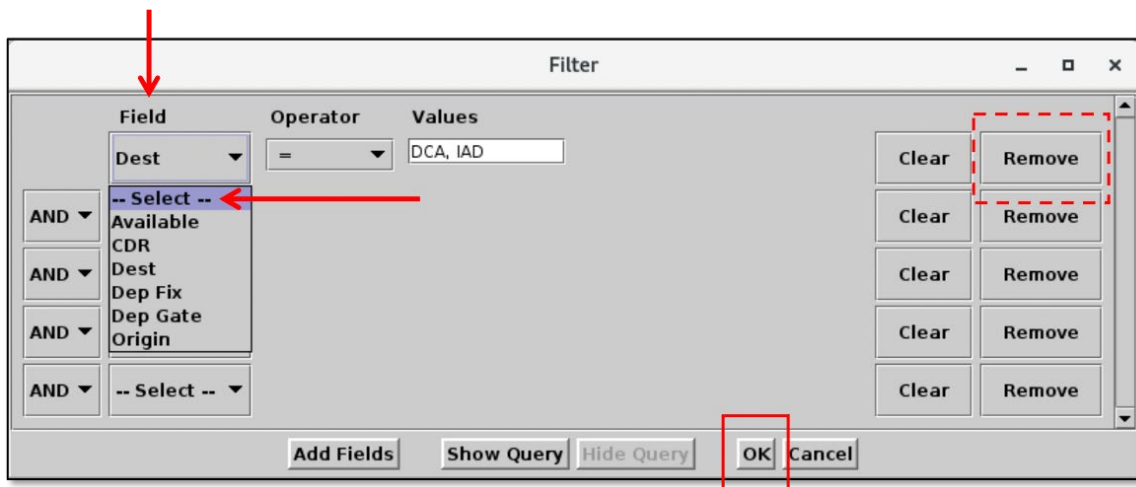 Filter
Field Operator Values
Dest = DCA, IAD Clear Remove
-- Select --
AND Available Clear Remove
CDR
AND Dest Clear Remove
Dep Fix
Dep Gate
AND Origin Clear Remove
AND -- Select -- Clear Remove
Add Fields Show Query Hide Query OK Cancel